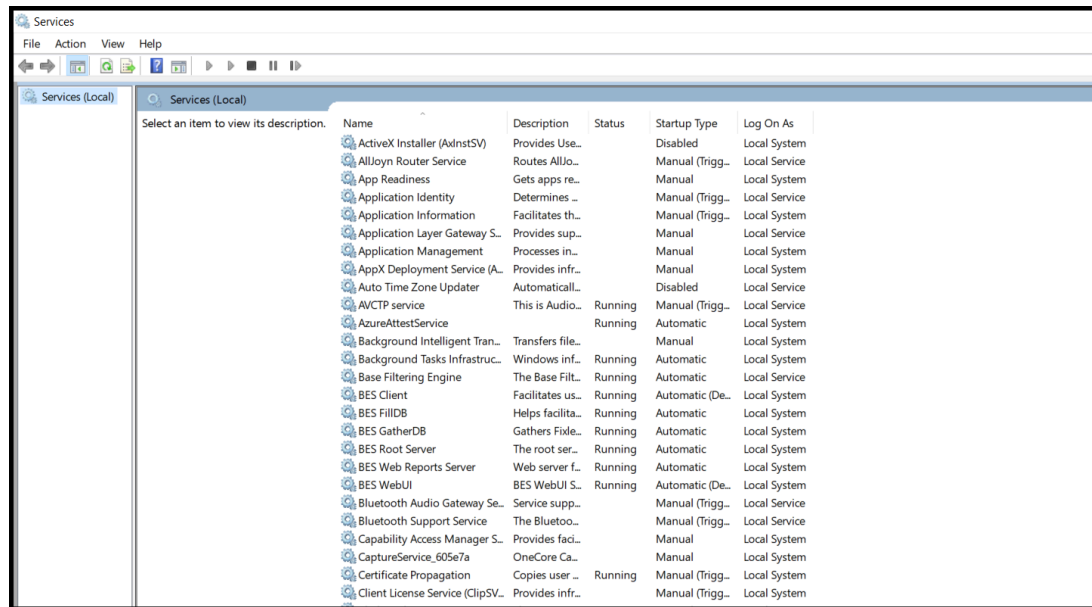 Services
File Action View Help
Services (Local)
Services (Local)
Select an item to view its description.
Name Description Status Startup Type Log On As
ActiveX Installer (AxInstSV) Provides Use... Disabled Local System
AllJoyn Router Service Routes AllJo... Manual (Trigg... Local Service
App Readiness Gets apps re... Manual Local System
Application Identity Determines ... Manual (Trigg... Local Service
Application Information Facilitates th... Manual (Trigg... Local System
Application Layer Gateway S... Provides sup... Manual Local Service
Application Management Processes in... Manual Local System
AppX Deployment Service (A... Provides infr... Manual Local System
Auto Time Zone Updater Automaticall... Disabled Local Service
AVCTP service This is Audio... Running Manual (Trigg... Local Service
AzureAttestService Running Automatic Local System
Background Intelligent Tran... Transfers file... Manual Local System
Background Tasks Infrastruc... Windows inf... Running Automatic Local System
Base Filtering Engine The Base Filt... Running Automatic Local Service
BES Client Facilitates us... Running Automatic (De... Local System
BES FillDB Helps facilita... Running Automatic Local System
BES GatherDB Gathers Fixle... Running Automatic Local System
BES Root Server The root ser... Running Automatic Local System
BES Web Reports Server Web server f... Running Automatic Local System
BES WebUI BES WebUI S... Running Automatic (De... Local System
Bluetooth Audio Gateway Se... Service supp... Manual (Trigg... Local Service
Bluetooth Support Service The Bluetoo... Manual (Trigg... Local Service
Capability Access Manager S... Provides faci... Manual Local System
CaptureService_605e7a OneCore Ca... Manual Local System
Certificate Propagation Copies user ... Running Manual (Trigg... Local System
Client License Service (ClipSV... Provides infr... Manual (Trigg... Local System